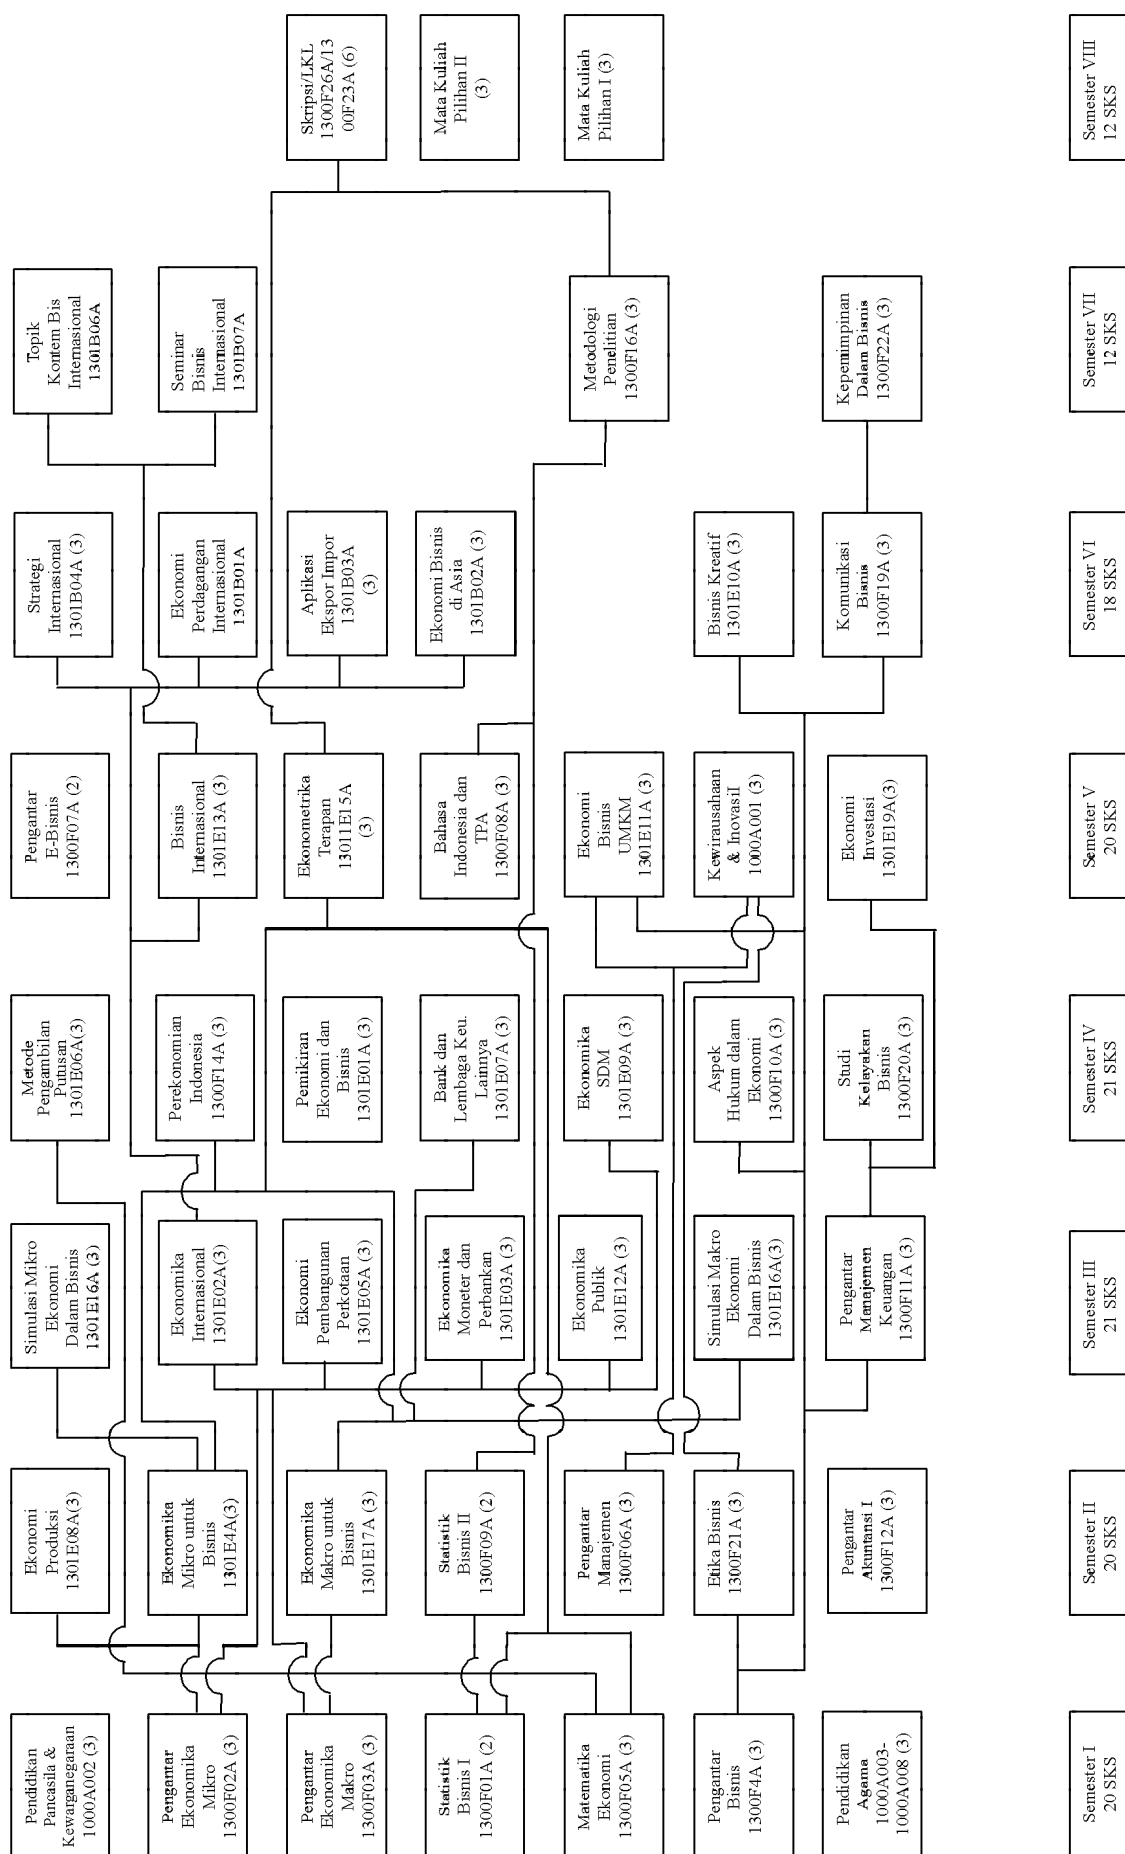 Pendidikan
Pancasila &
Kewarganegaraan
1000A002 (3)
Pengantar
Ekonomika
Mikro
1300F02A (3)
Pengantar
Ekonomika
Makro
1300F03A (3)
Statistik
Bisnis I
1300F01A (2)
Matematika
Ekonomi
1300F05A (3)
Pengantar
Bisnis
1300F4A (3)
Pendidikan
Agama
1000A003-
1000A008 (3)
Semester I
20 SKS
Ekonomi
Produksi
1301E08A(3)
Ekonomika
Mikro untuk
Bisnis
1301E4A(3)
Ekonomika
Makro untuk
Bisnis
1301E17A (3)
Statistik
Bisnis II
1300F09A (2)
Pengantar
Manajemen
1300F06A (3)
Etika Bisnis
1300F21A (3)
Pengantar
Akuntansi I
1300F12A (3)
Semester II
20 SKS
Simulasi Mikro
Ekonomi
Dalam Bisnis
1301E16A (3)
Ekonomika
Internasional
1301E02A(3)
Ekonomi
Pembangunan
Perkotaan
1301E05A (3)
Ekonomika
Moneter dan
Perbankan
1301E03A (3)
Ekonomika
Publik
1301E12A (3)
Simulasi Makro
Ekonomi
Dalam Bisnis
1301E16A(3)
Pengantar
Manajemen
Keuangan
1300F11A (3)
Semester III
21 SKS
Metode
Pengambilan
Putusan
1301E06A(3)
Perekonomian
Indonesia
1300F14A (3)
Pemikiran
Ekonomi dan
Bisnis
1301E01A (3)
Bank dan
Lembaga Keu.
Lainnya
1301E07A (3)
Ekonomika
SDM
1301E09A (3)
Aspek
Hukum dalam
Ekonomi
1300F10A (3)
Studi
Kelayakan
Bisnis
1300F20A (3)
Semester IV
21 SKS
Pengantar
E-Bisnis
1300F07A (2)
Bisnis
Internasional
1301E13A (3)
Ekonometrika
Terapan
13011E15A
(3)
Bahasa
Indonesia dan
TPA
1300F08A (3)
Ekonomi
Bisnis
UMKM
1301E11A (3)
Kewirausahaan
& InovasiI
1000A001 (3)
Ekonomi
Investasi
1301E19A(3)
Semester V
20 SKS
Strategi
Internasional
1301B04A (3)
Ekonomi
Perdagangan
Internasional
1301B01A
Aplikasi
Ekspor Impor
1301B03A
(3)
Ekonomi Bisnis
di Asia
1301B02A (3)
Bisnis Kreatif
1301E10A (3)
Komunikasi
Bisnis
1300F19A (3)
Semester VI
18 SKS
Topik
Kontem Bis
Internasional
1301B06A
Seminar
Bisnis
Internasional
1301B07A
Metodologi
Penelitian
1300F16A (3)
Kepemimpinan
Dalam Bisnis
1300F22A (3)
Semester VII
12 SKS
Skripsi/LKL
1300F26A/13
00F23A (6)
Mata Kuliah
Pilihan II
(3)
Mata Kuliah
Pilihan I (3)
Semester VIII
12 SKS